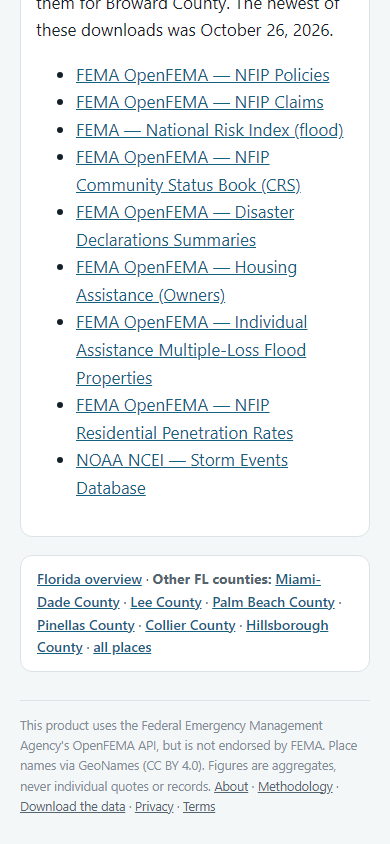 them for Broward County. The newest of
these downloads was October 26, 2026.
FEMA OpenFEMA — NFIP Policies
FEMA OpenFEMA — NFIP Claims
FEMA — National Risk Index (flood)
FEMA OpenFEMA — NFIP
Community Status Book (CRS)
FEMA OpenFEMA — Disaster
Declarations Summaries
FEMA OpenFEMA — Housing
Assistance (Owners)
FEMA OpenFEMA — Individual
Assistance Multiple-Loss Flood
Properties
FEMA OpenFEMA — NFIP
Residential Penetration Rates
NOAA NCEI — Storm Events
Database
Florida overview · Other FL counties: Miami-
Dade County · Lee County · Palm Beach County ·
Pinellas County · Collier County · Hillsborough
County · all places
This product uses the Federal Emergency Management
Agency's OpenFEMA API, but is not endorsed by FEMA. Place
names via GeoNames (CC BY 4.0). Figures are aggregates,
never individual quotes or records. About · Methodology ·
Download the data · Privacy · Terms